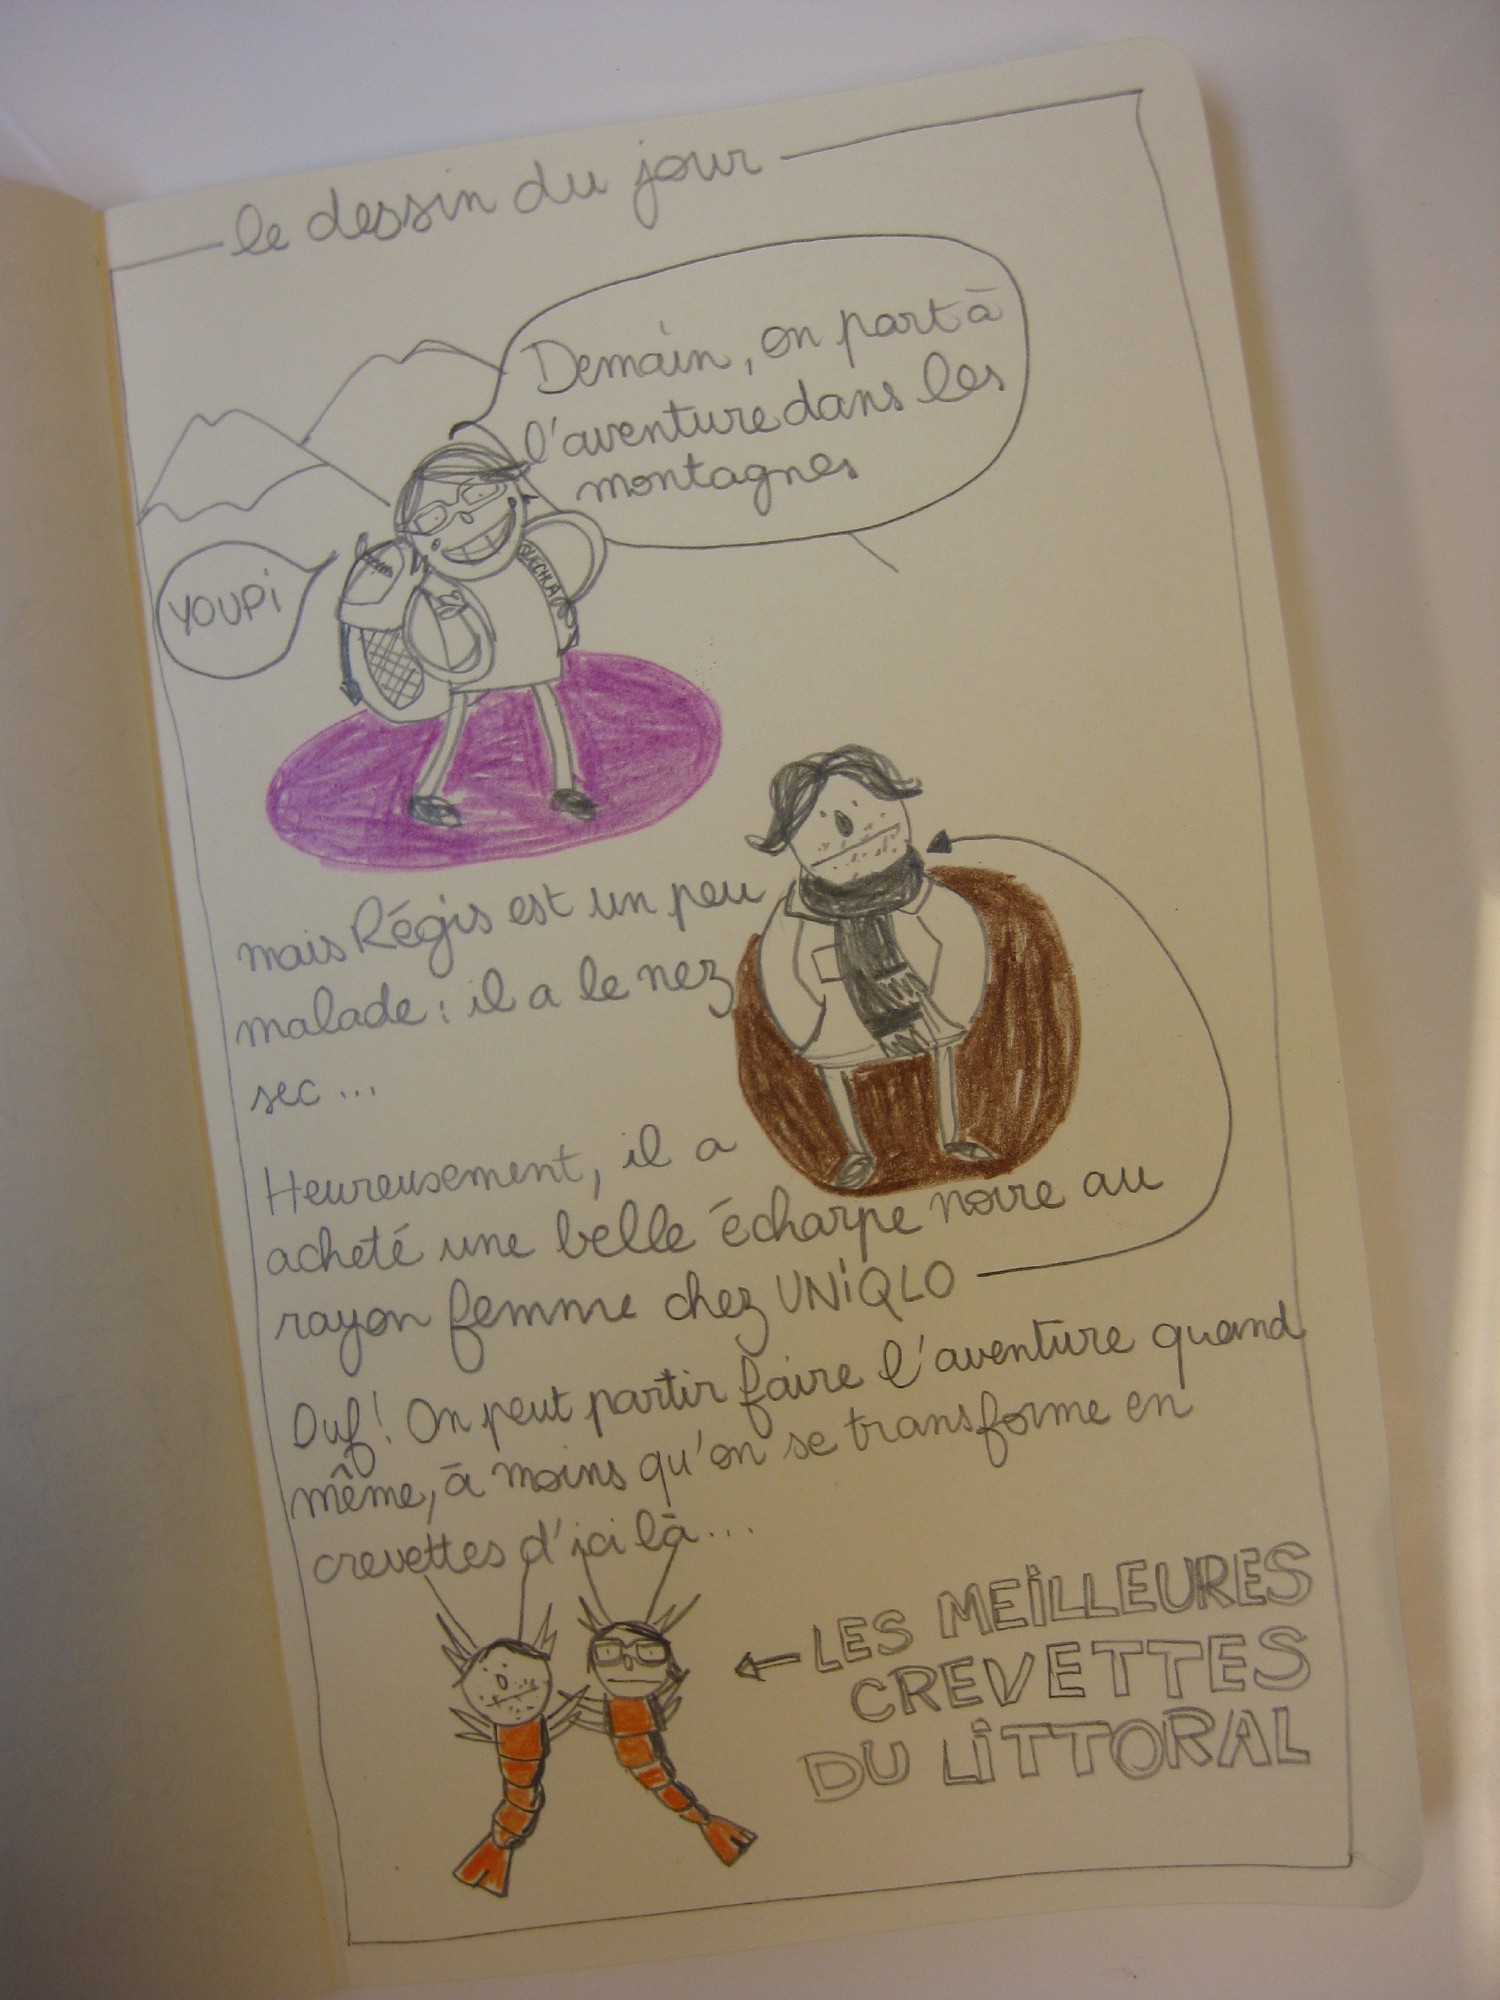 le dessin du jour
Demain, on part à
l'aventure dans les
montagnes
YOUPi
QUECHUA
mais Régis est un peu
malade : il a le nez
sec ...
Heureusement, il a
acheté une belle écharpe noire au
rayon femme chez UNiQLO
Ouf! On peut partir faire l'aventure quand
même, à moins qu'on se transforme en
crevettes d'ici là...
LES MEiLLEURES
CREVETTES
DU LiTTORAL